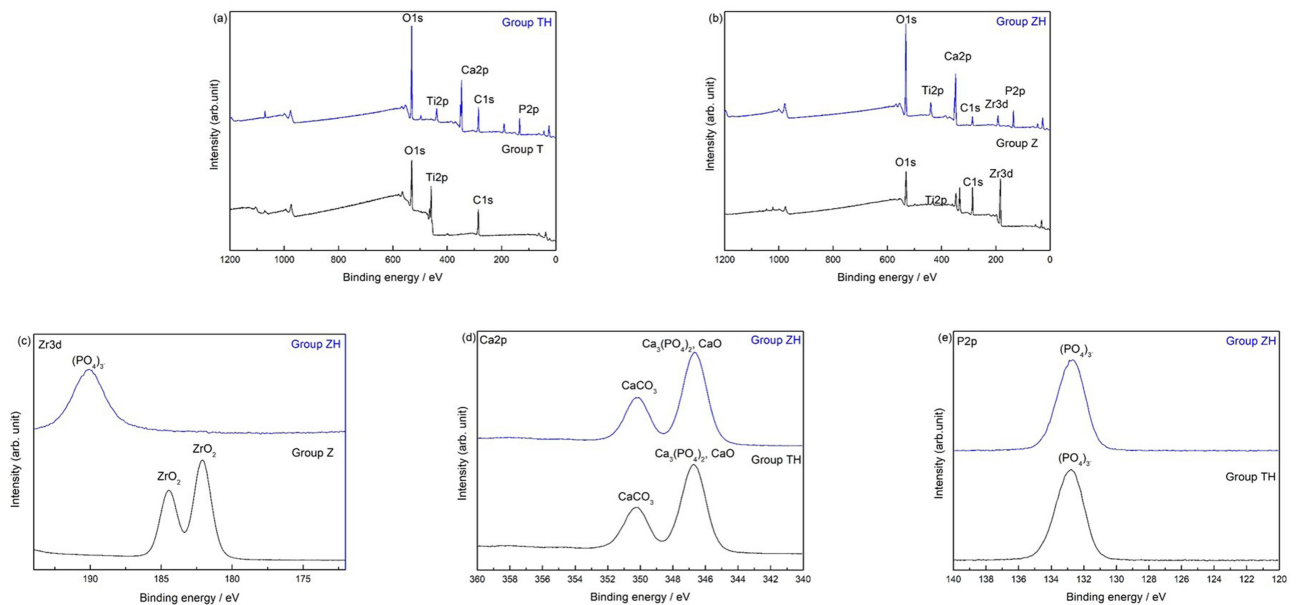 (a)
Group TH
O1s
Ca2p
Ti2p
C1s
P2p
Group T
O1s
Ti2p
C1s
Intensity (arb.unit)
1200 1000 800 600 400 200 0
Binding energy / eV
(b)
Group ZH
O1s
Ca2p
Ti2p
C1s
Zr3d
P2p
Group Z
O1s
Ti2p
C1s
Zr3d
Intensity (arb.unit)
1200 1000 800 600 400 200 0
Binding energy / eV
(c) Zr3d
Group ZH
(PO₄)₃-
Group Z
ZrO₂
ZrO₂
Intensity (arb. unit)
190 185 180 175
Binding energy / eV
(d)
Ca2p
Group ZH
Ca₃(PO₄)₂, CaO
CaCO₃
Group TH
Ca₃(PO₄)₂, CaO
CaCO₃
Intensity (arb. unit)
360 358 356 354 352 350 348 346 344 342 340
Binding energy / eV
(e)
P2p
Group ZH
(PO₄)₃-
Group TH
(PO₄)₃-
Intensity (arb.unit)
140 138 136 134 132 130 128 126 124 122 120
Binding energy / eV